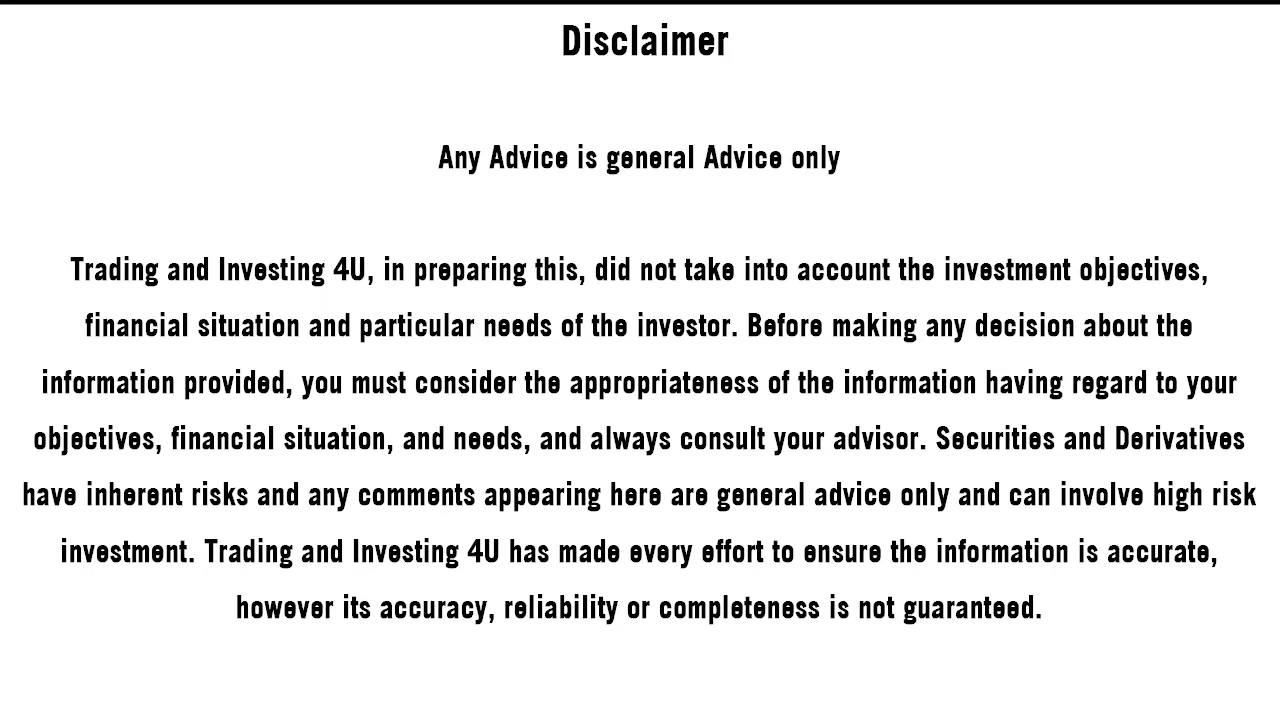 Disclaimer
Any Advice is general Advice only
Trading and Investing 4U, in preparing this, did not take into account the investment objectives,
financial situation and particular needs of the investor. Before making any decision about the
information provided, you must consider the appropriateness of the information having regard to your
objectives, financial situation, and needs, and always consult your advisor. Securities and Derivatives
have inherent risks and any comments appearing here are general advice only and can involve high risk
investment. Trading and Investing 4U has made every effort to ensure the information is accurate,
however its accuracy, reliability or completeness is not guaranteed.